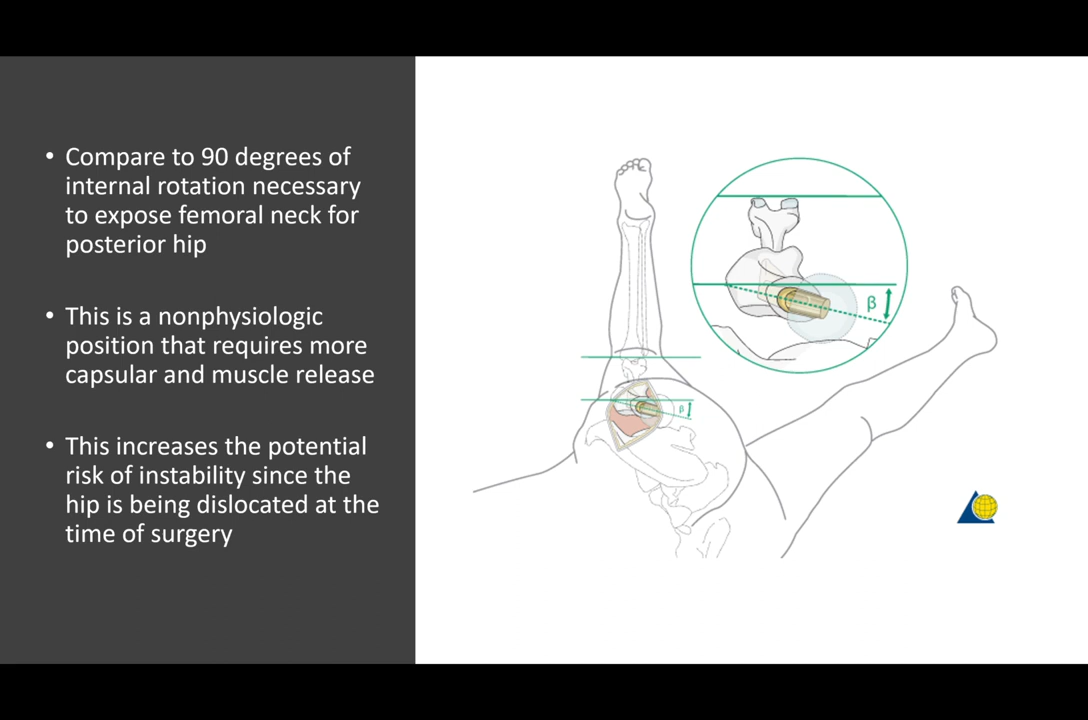 • Compare to 90 degrees of
internal rotation necessary
to expose femoral neck for
posterior hip
• This is a nonphysiologic
position that requires more
capsular and muscle release
• This increases the potential
risk of instability since the
hip is being dislocated at the
time of surgery
β
β